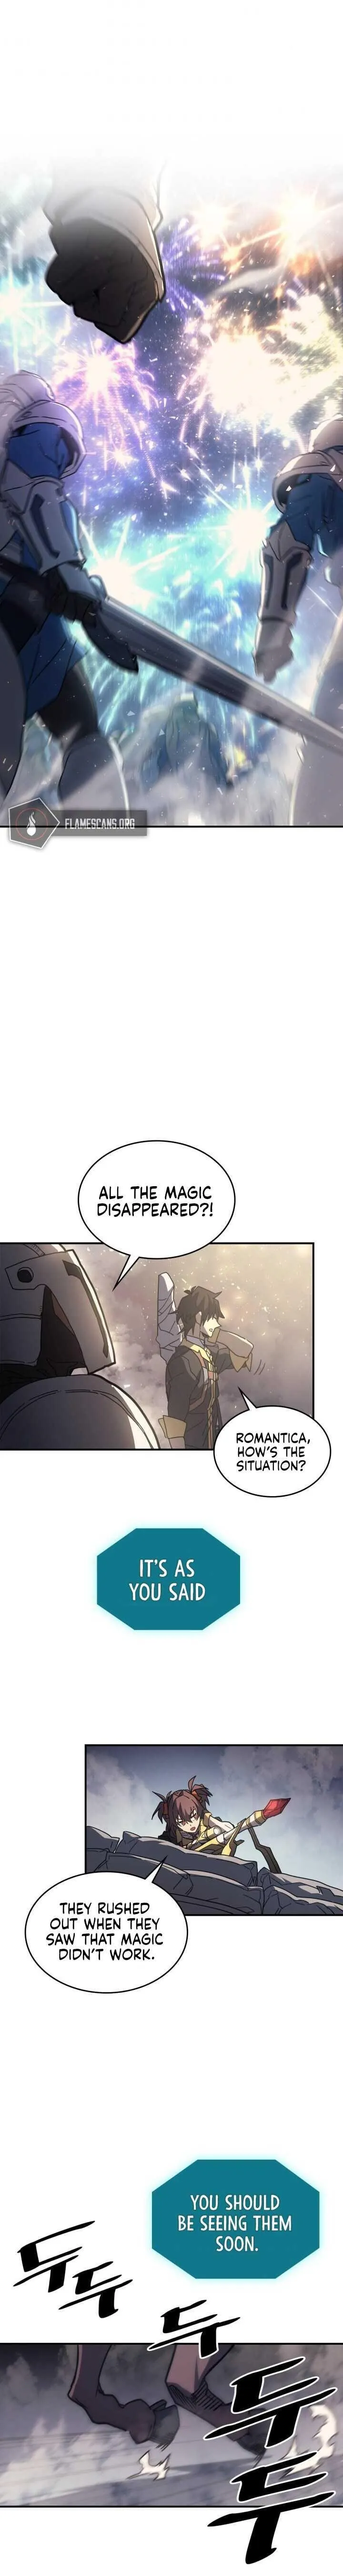 FLAMESCANS.ORG
ALL THE MAGIC
DISAPPEARED?!
ROMANTICA,
HOW'S THE
SITUATION?
IT'S AS
YOU SAID
THEY RUSHED
OUT WHEN THEY
SAW THAT MAGIC
DIDN'T WORK.
YOU SHOULD
BE SEEING THEM
SOON.
두
두
두
두
두